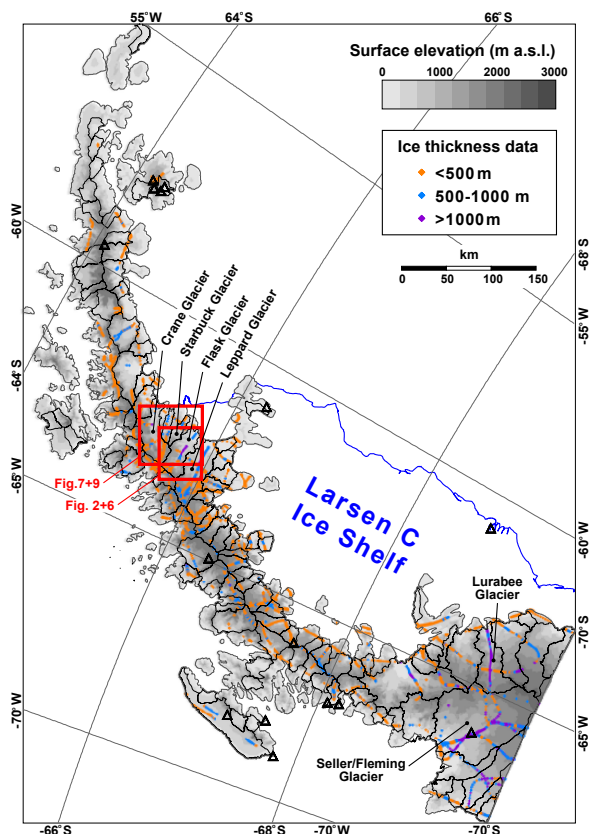 55°W
64°S
66°S
Surface elevation (m a.s.l.)
0 1000 2000 3000
Ice thickness data
<500 m
500-1000 m
>1000 m
km
0 50 100 150
-60°W
-68°S
-55°W
Crane Glacier
Starbuck Glacier
Flask Glacier
Leppard Glacier
-64°S
-65°W
Fig.7+9
Fig. 2+6
Larsen C
Ice Shelf
-60°W
Lurabee
Glacier
-70°S
-70°W
-65°W
Seller/Fleming
Glacier
-66°S
-68°S
-70°W
-70°S